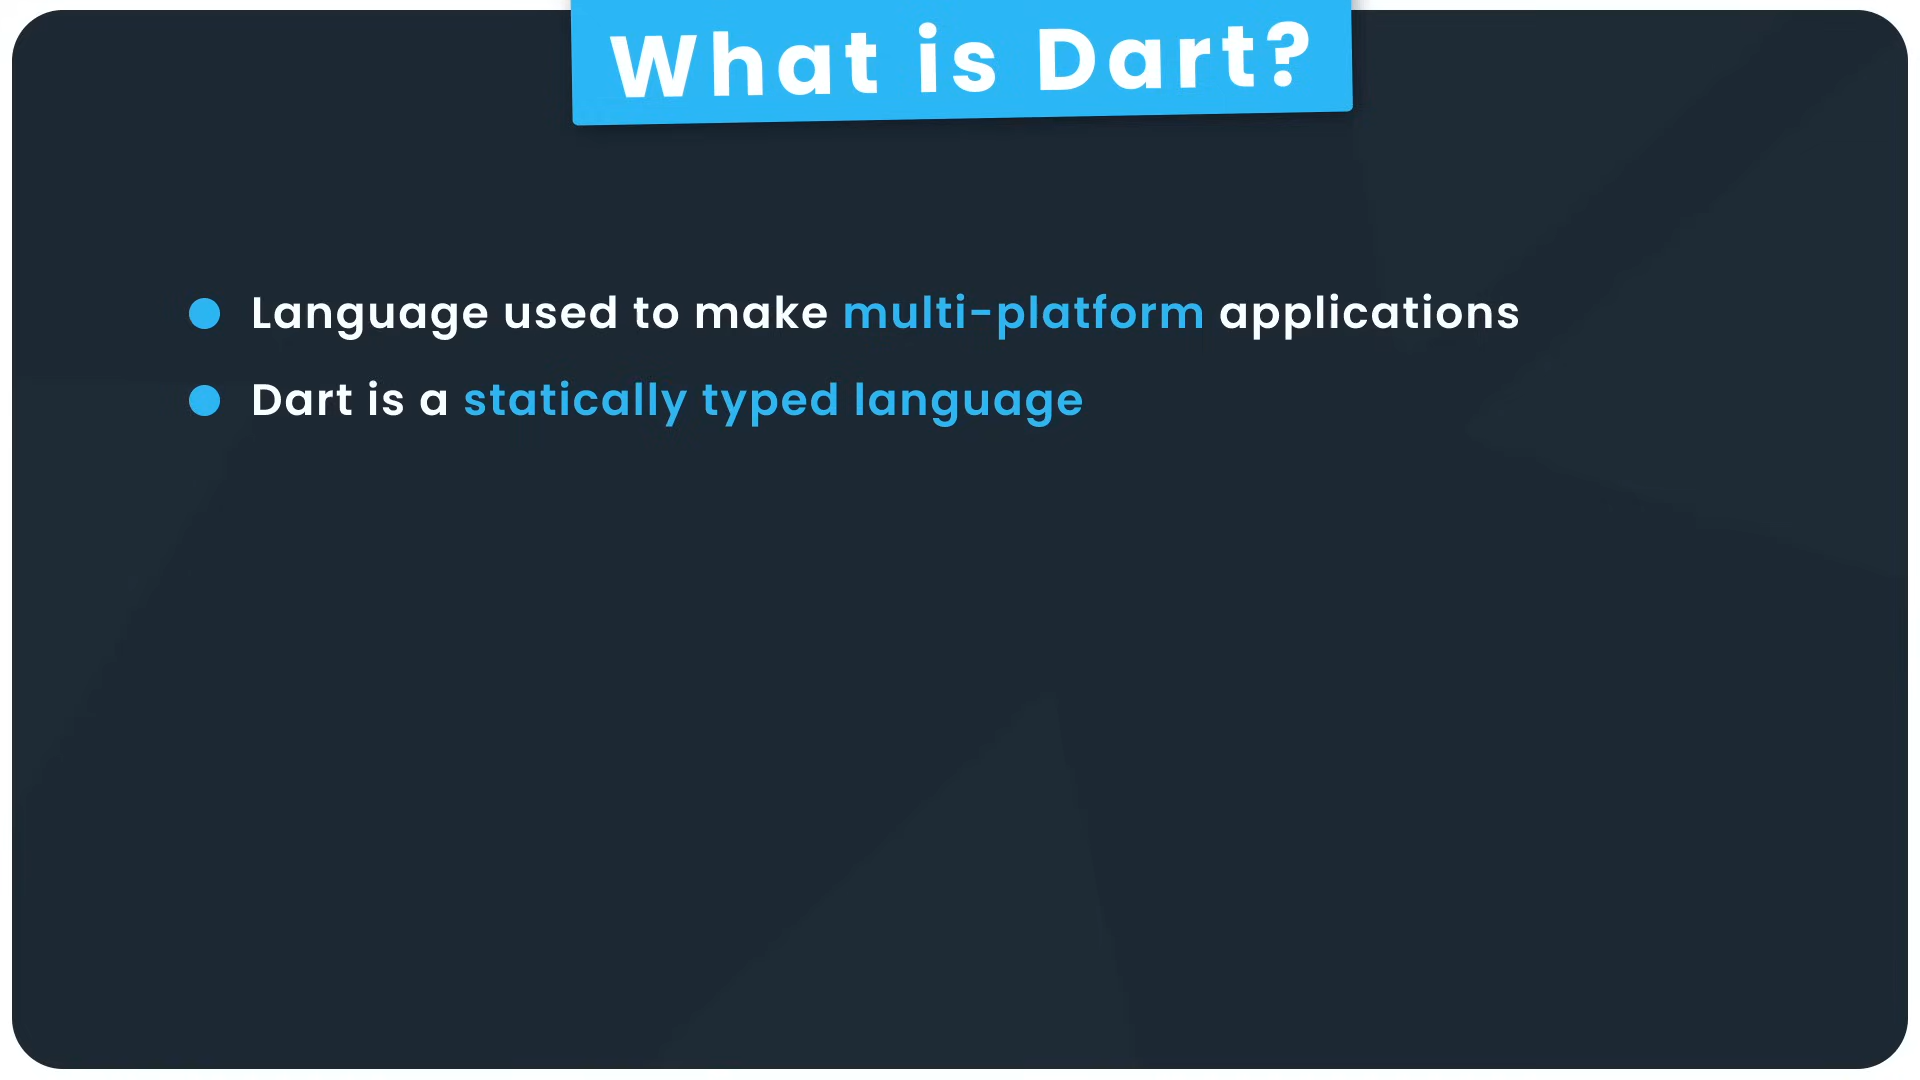 What is Dart?
Language used to make multi-platform applications
Dart is a statically typed language